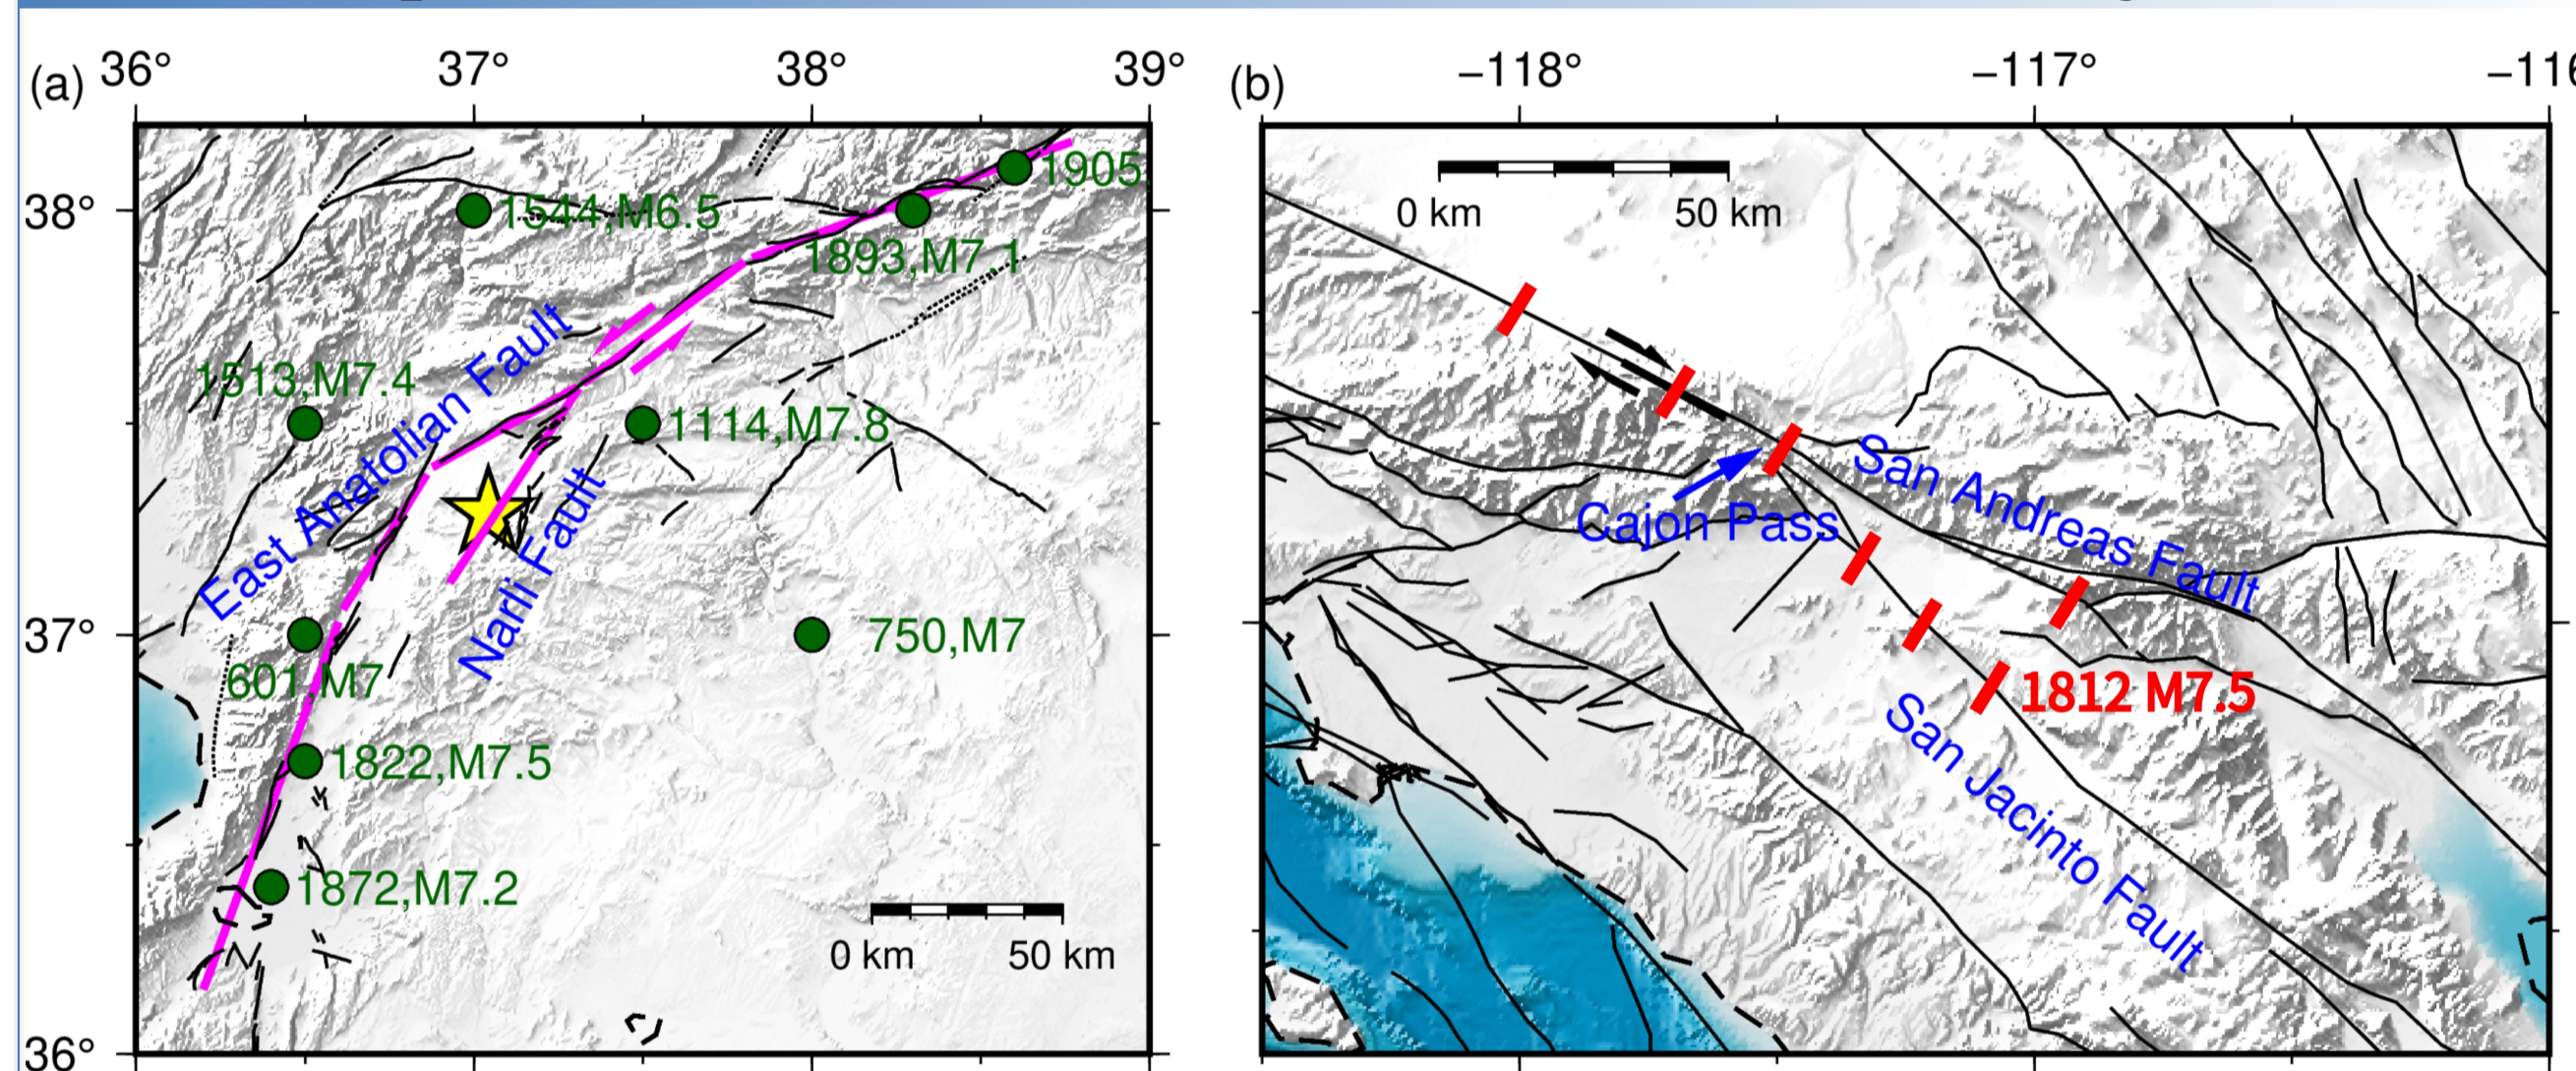 (a)
36°
37°
38°
39°
38°
37°
36°
1905
1544,M6.5
1893,M7.1
East Anatolian Fault
1513,M7.4
1114,M7.8
Narli Fault
601,M7
750,M7
1822,M7.5
1872,M7.2
0 km
50 km
(b)
−118°
−117°
−116
0 km
50 km
San Andreas Fault
Cajon Pass
1812 M7.5
San Jacinto Fault